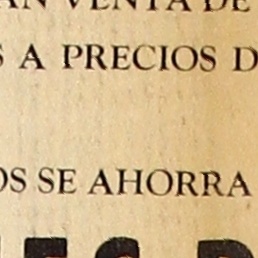 AN VENTA DE
S A PRECIOS D
OS SE AHORRA